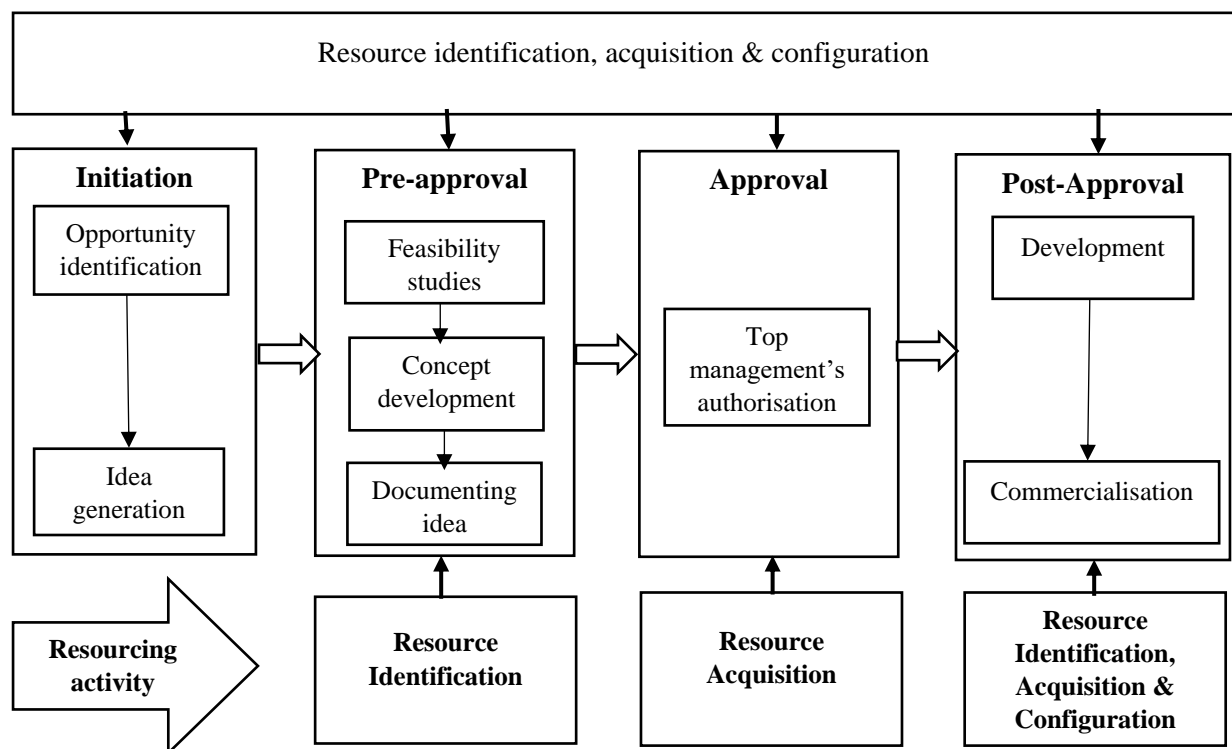 Resource identification, acquisition & configuration
Initiation
Opportunity
identification
Idea
generation
Pre-approval
Feasibility
studies
Concept
development
Documenting
idea
Approval
Top
management’s
authorisation
Post-Approval
Development
Commercialisation
Resourcing
activity
Resource
Identification
Resource
Acquisition
Resource
Identification,
Acquisition &
Configuration